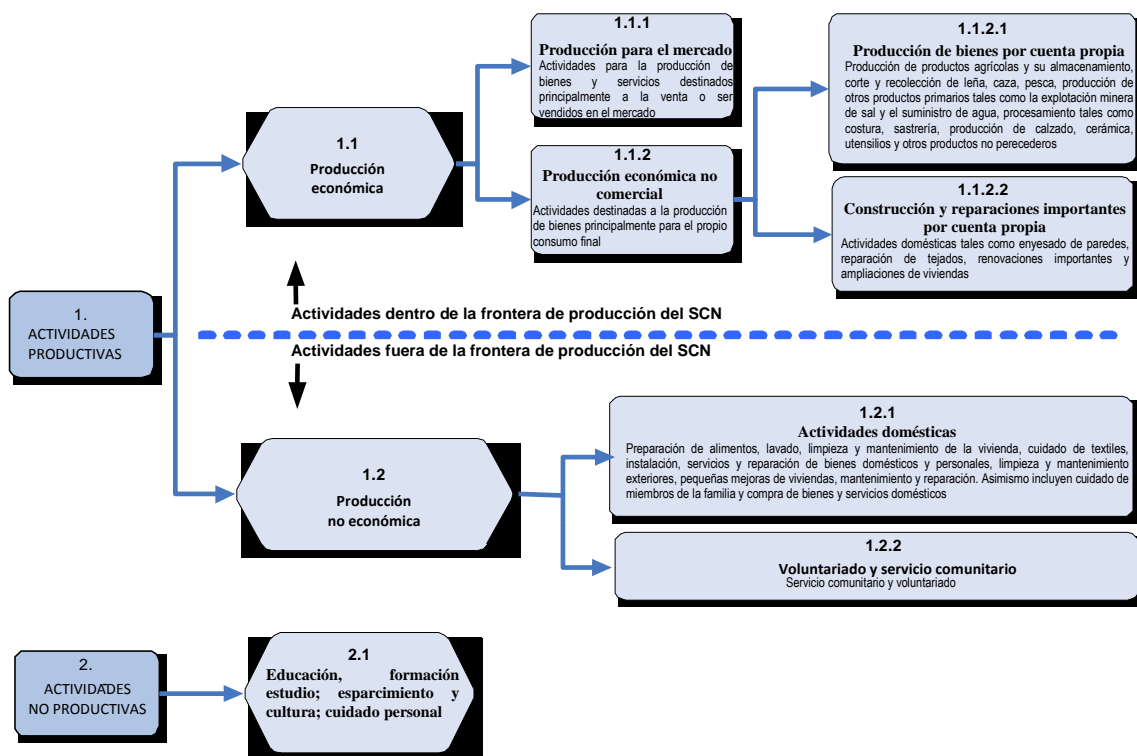 1.
ACTIVIDADES
PRODUCTIVAS
1.1
Producción
económica
1.1.1
Producción para el mercado
Actividades para la producción de
bienes y servicios destinados
principalmente a la venta o ser
vendidos en el mercado
1.1.2
Producción económica no
comercial
Actividades destinadas a la producción
de bienes principalmente para el propio
consumo final
1.1.2.1
Producción de bienes por cuenta propia
Producción de productos agrícolas y su almacenamiento,
corte y recolección de leña, caza, pesca, producción de
otros productos primarios tales como la explotación minera
de sal y el suministro de agua, procesamiento tales como
costura, sastrería, producción de calzado, cerámica,
utensilios y otros productos no perecederos
1.1.2.2
Construcción y reparaciones importantes
por cuenta propia
Actividades domésticas tales como enyesado de paredes,
reparación de tejados, renovaciones importantes y
ampliaciones de viviendas
Actividades dentro de la frontera de producción del SCN
Actividades fuera de la frontera de producción del SCN
1.2
Producción
no económica
1.2.1
Actividades domésticas
Preparación de alimentos, lavado, limpieza y mantenimiento de la vivienda, cuidado de textiles,
instalación, servicios y reparación de bienes domésticos y personales, limpieza y mantenimiento
exteriores, pequeñas mejoras de viviendas, mantenimiento y reparación. Asimismo incluyen cuidado de
miembros de la familia y compra de bienes y servicios domésticos
1.2.2
Voluntariado y servicio comunitario
Servicio comunitario y voluntariado
2.
ACTIVIDADES
NO PRODUCTIVAS
2.1
Educación, formación
estudio; esparcimiento y
cultura; cuidado personal